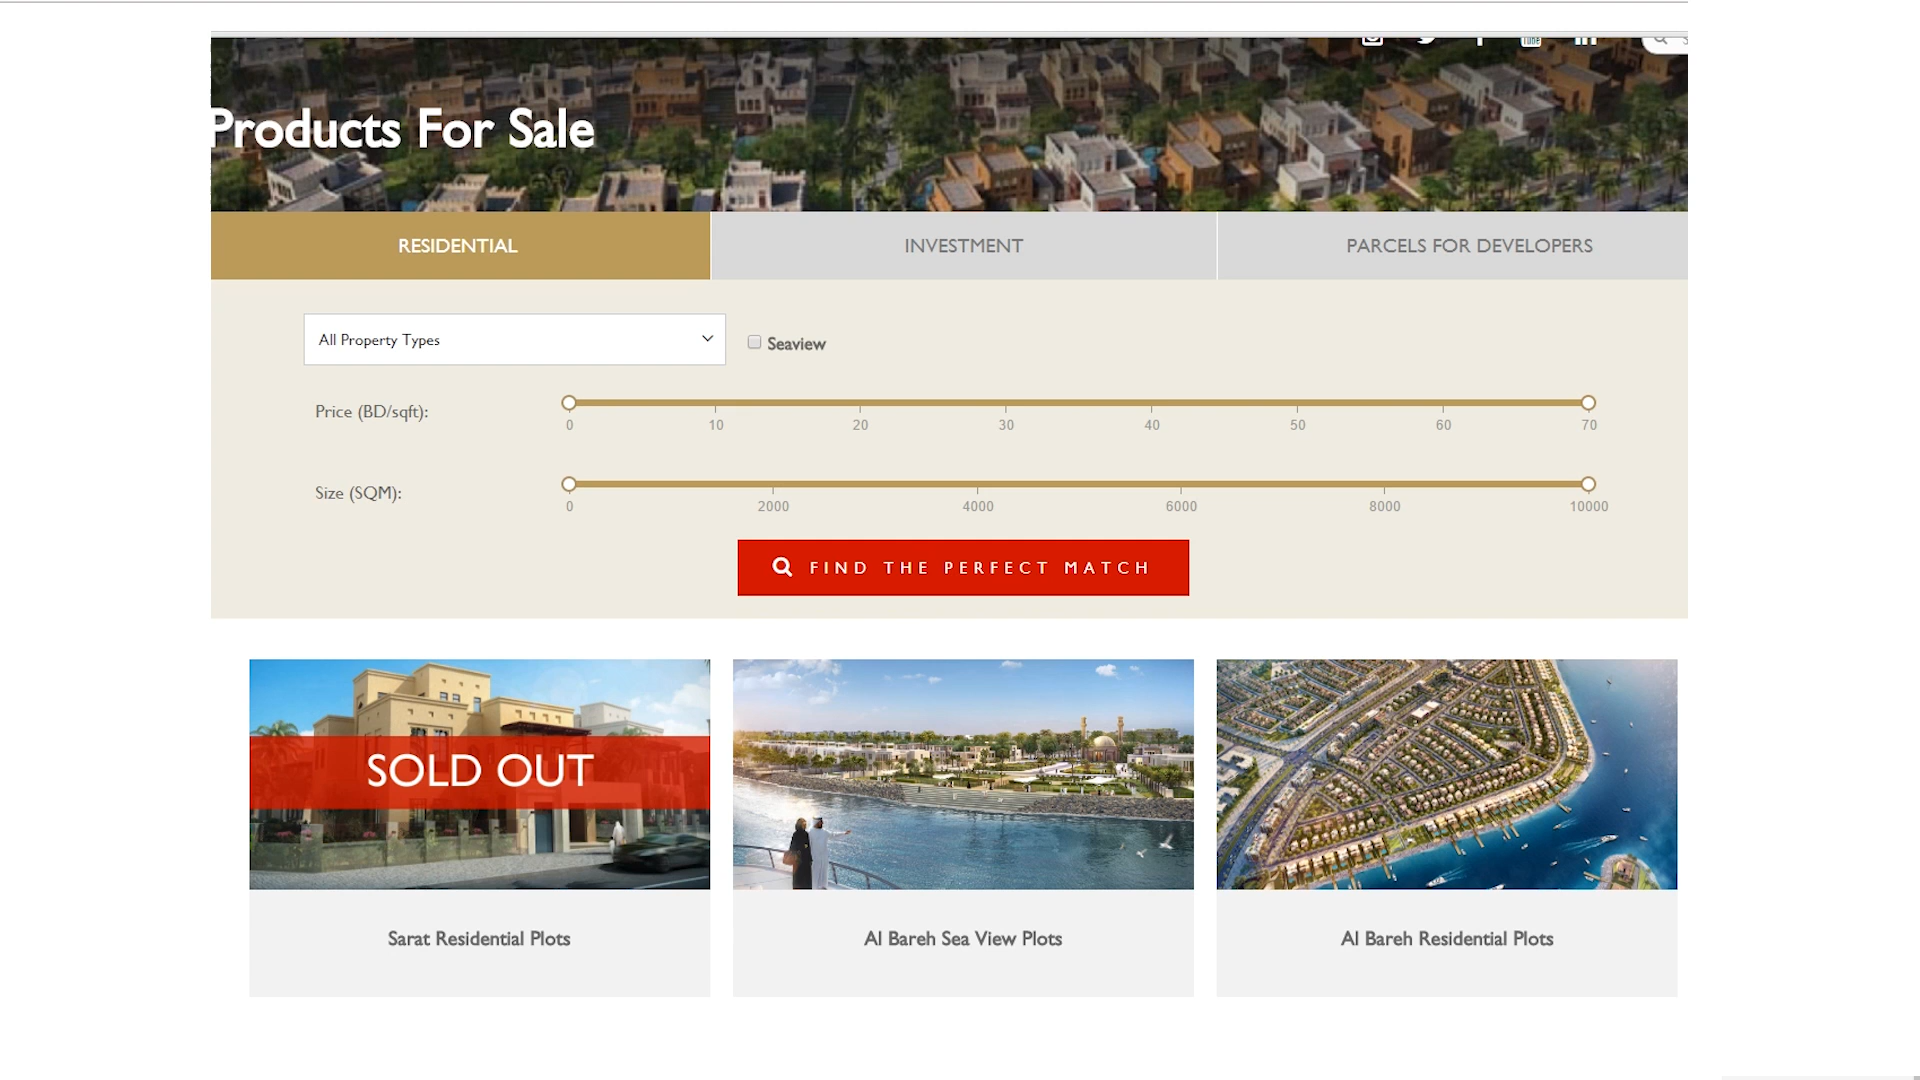 Products For Sale
RESIDENTIAL
INVESTMENT
PARCELS FOR DEVELOPERS
All Property Types
Seaview
Price (BD/sqft):
0 10 20 30 40 50 60 70
Size (SQM):
0 2000 4000 6000 8000 10000
FIND THE PERFECT MATCH
SOLD OUT
Sarat Residential Plots
Al Bareh Sea View Plots
Al Bareh Residential Plots